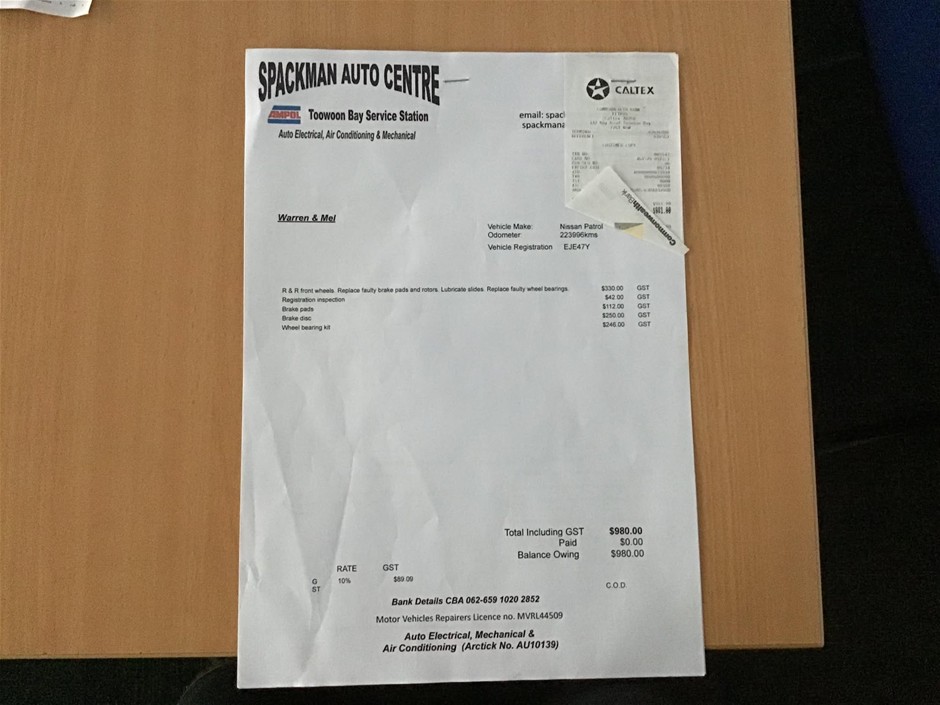 SPACKMAN AUTO CENTRE
AMPOL Toowoon Bay Service Station
Auto Electrical, Air Conditioning & Mechanical
email: spac
spackmana
CALTEX
CommonwealthBank
Warren & Mel
Vehicle Make: Nissan Patrol
Odometer: 223996kms
Vehicle Registration EJE47Y
R & R front wheels. Replace faulty brake pads and rotors. Lubricate slides. Replace faulty wheel bearings. $330.00 GST
Registration inspection $42.00 GST
Brake pads $112.00 GST
Brake disc $250.00 GST
Wheel bearing kit $246.00 GST
Total Including GST $980.00
Paid $0.00
Balance Owing $980.00
RATE GST
G 10% $89.09
ST
C.O.D.
Bank Details CBA 062-659 1020 2852
Motor Vehicles Repairers Licence no. MVRL44509
Auto Electrical, Mechanical &
Air Conditioning (Arctick No. AU10139)